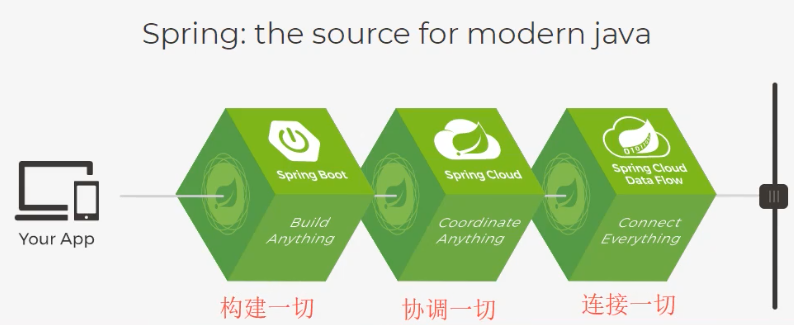 Spring: the source for modern java
Your App
Spring Boot
Build
Anything
Spring Cloud
Coordinate
Anything
Spring Cloud
Data Flow
Connect
Everything
构建一切
协调一切
连接一切